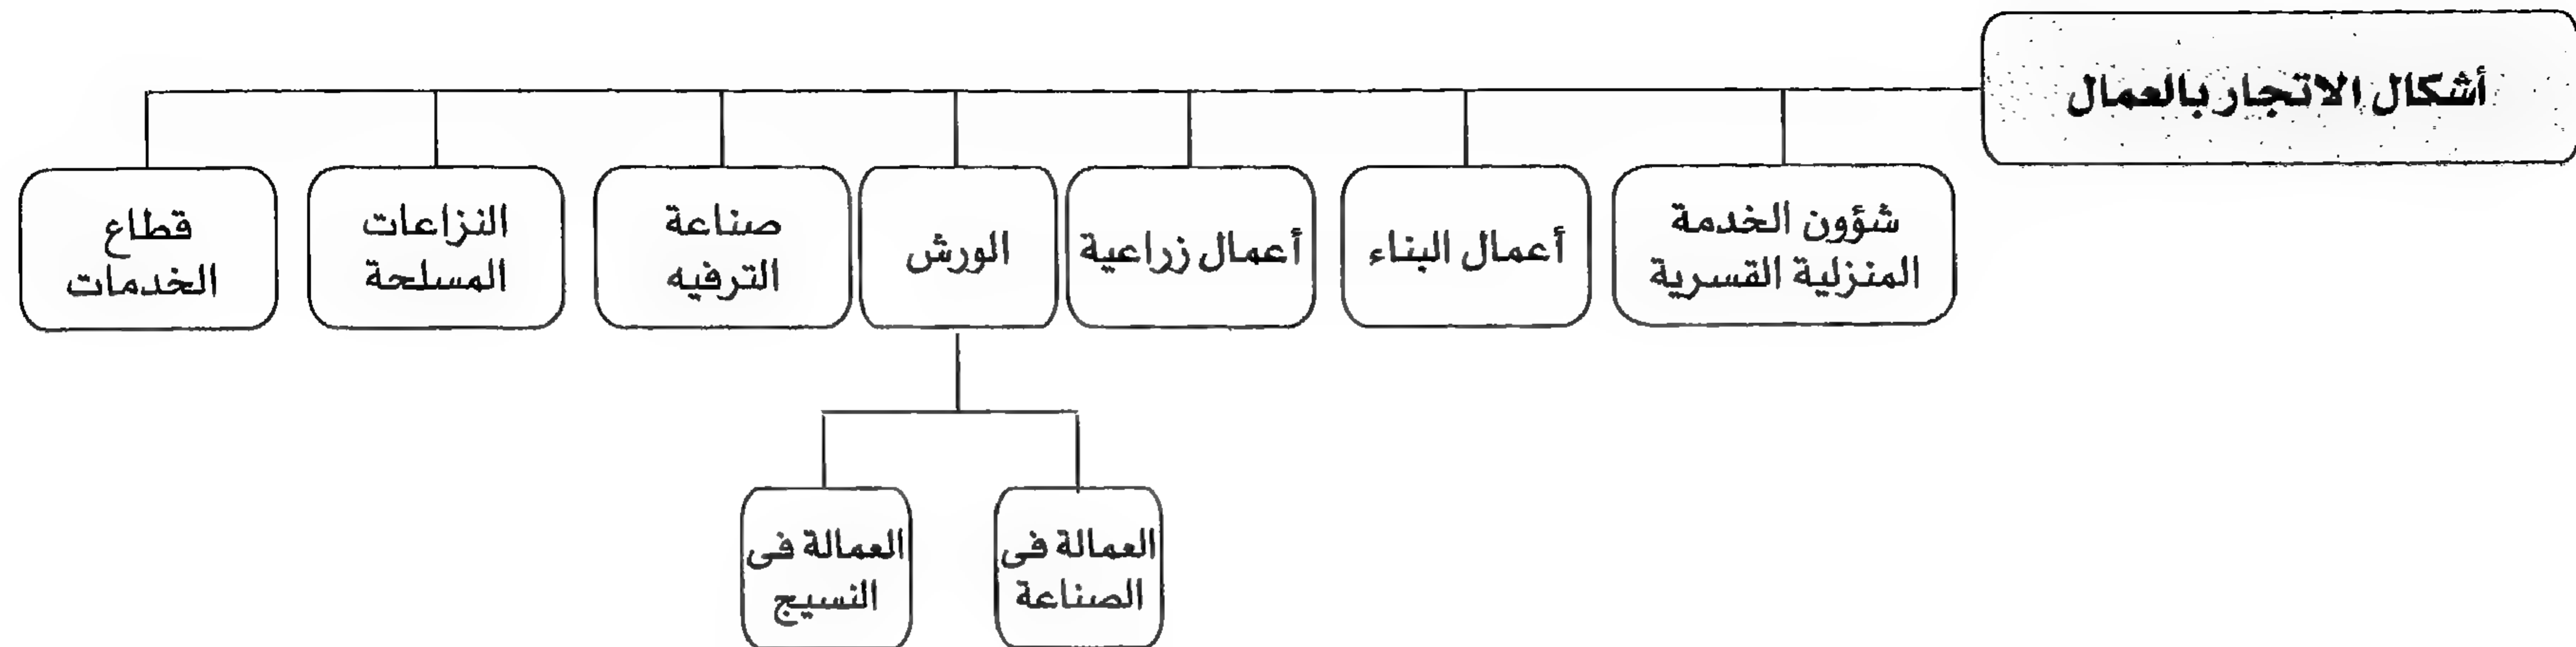 أشكال الاتجار بالعمال
شؤون الخدمة
المنزلية القسرية
أعمال البناء
أعمال زراعية
الورش
صناعة
الترفيه
النزاعات
المسلحة
قطاع
الخدمات
العمالة فى
الصناعة
العمالة فى
النسيج